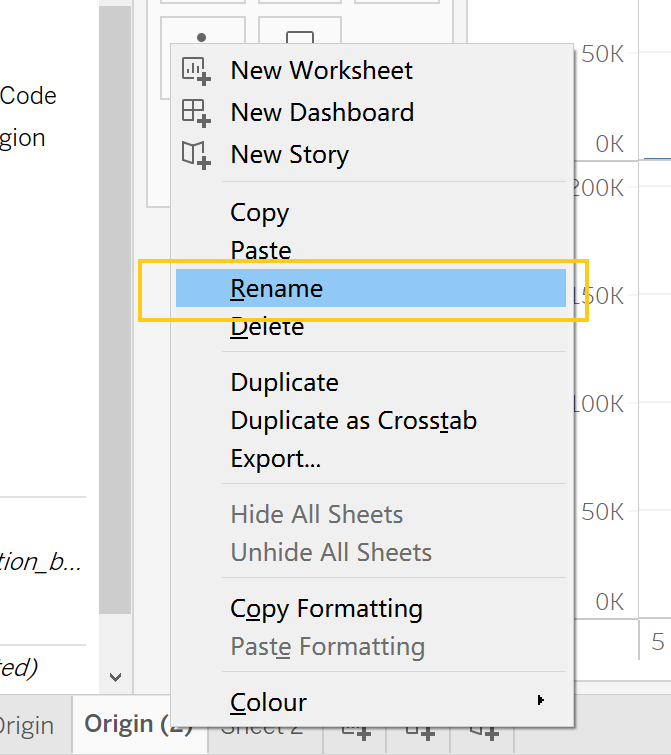 Code
gion
New Worksheet
New Dashboard
New Story
Copy
Paste
Rename
Delete
Duplicate
Duplicate as Crosstab
Export...
Hide All Sheets
Unhide All Sheets
Copy Formatting
Paste Formatting
Colour
50K
0K
200K
150K
100K
50K
0K
5
tion_b...
ted)
Origin
Origin (2)
Sheet 2